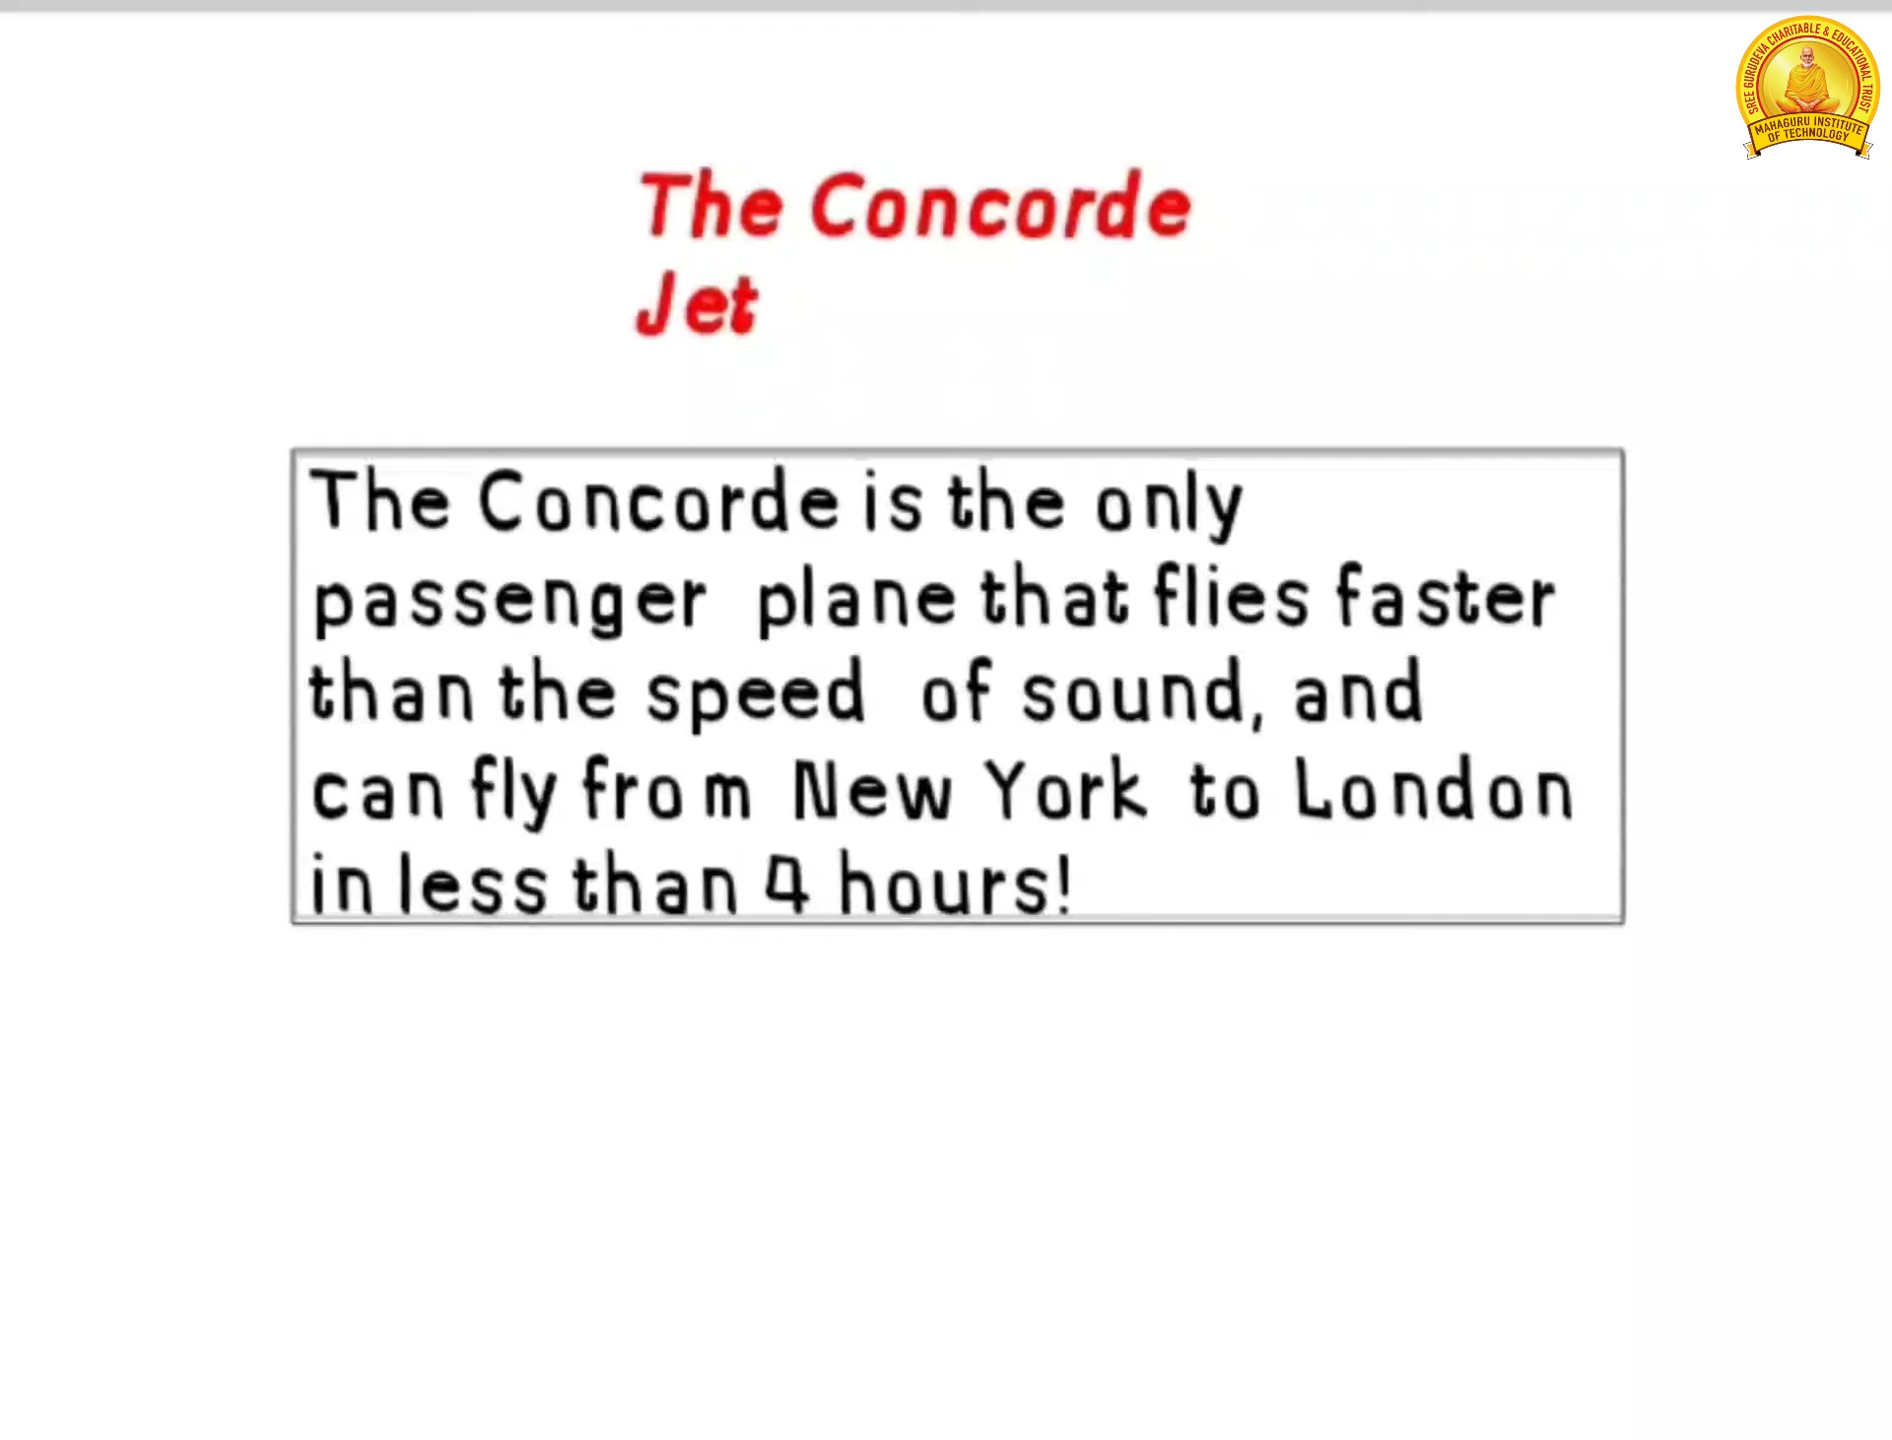 SREE GURUDEVA CHARITABLE & EDUCATIONAL TRUST
MAHAGURU INSTITUTE
OF TECHNOLOGY
The Concorde
Jet
The Concorde is the only
passenger plane that flies faster
than the speed of sound, and
can fly from New York to London
in less than 4 hours!